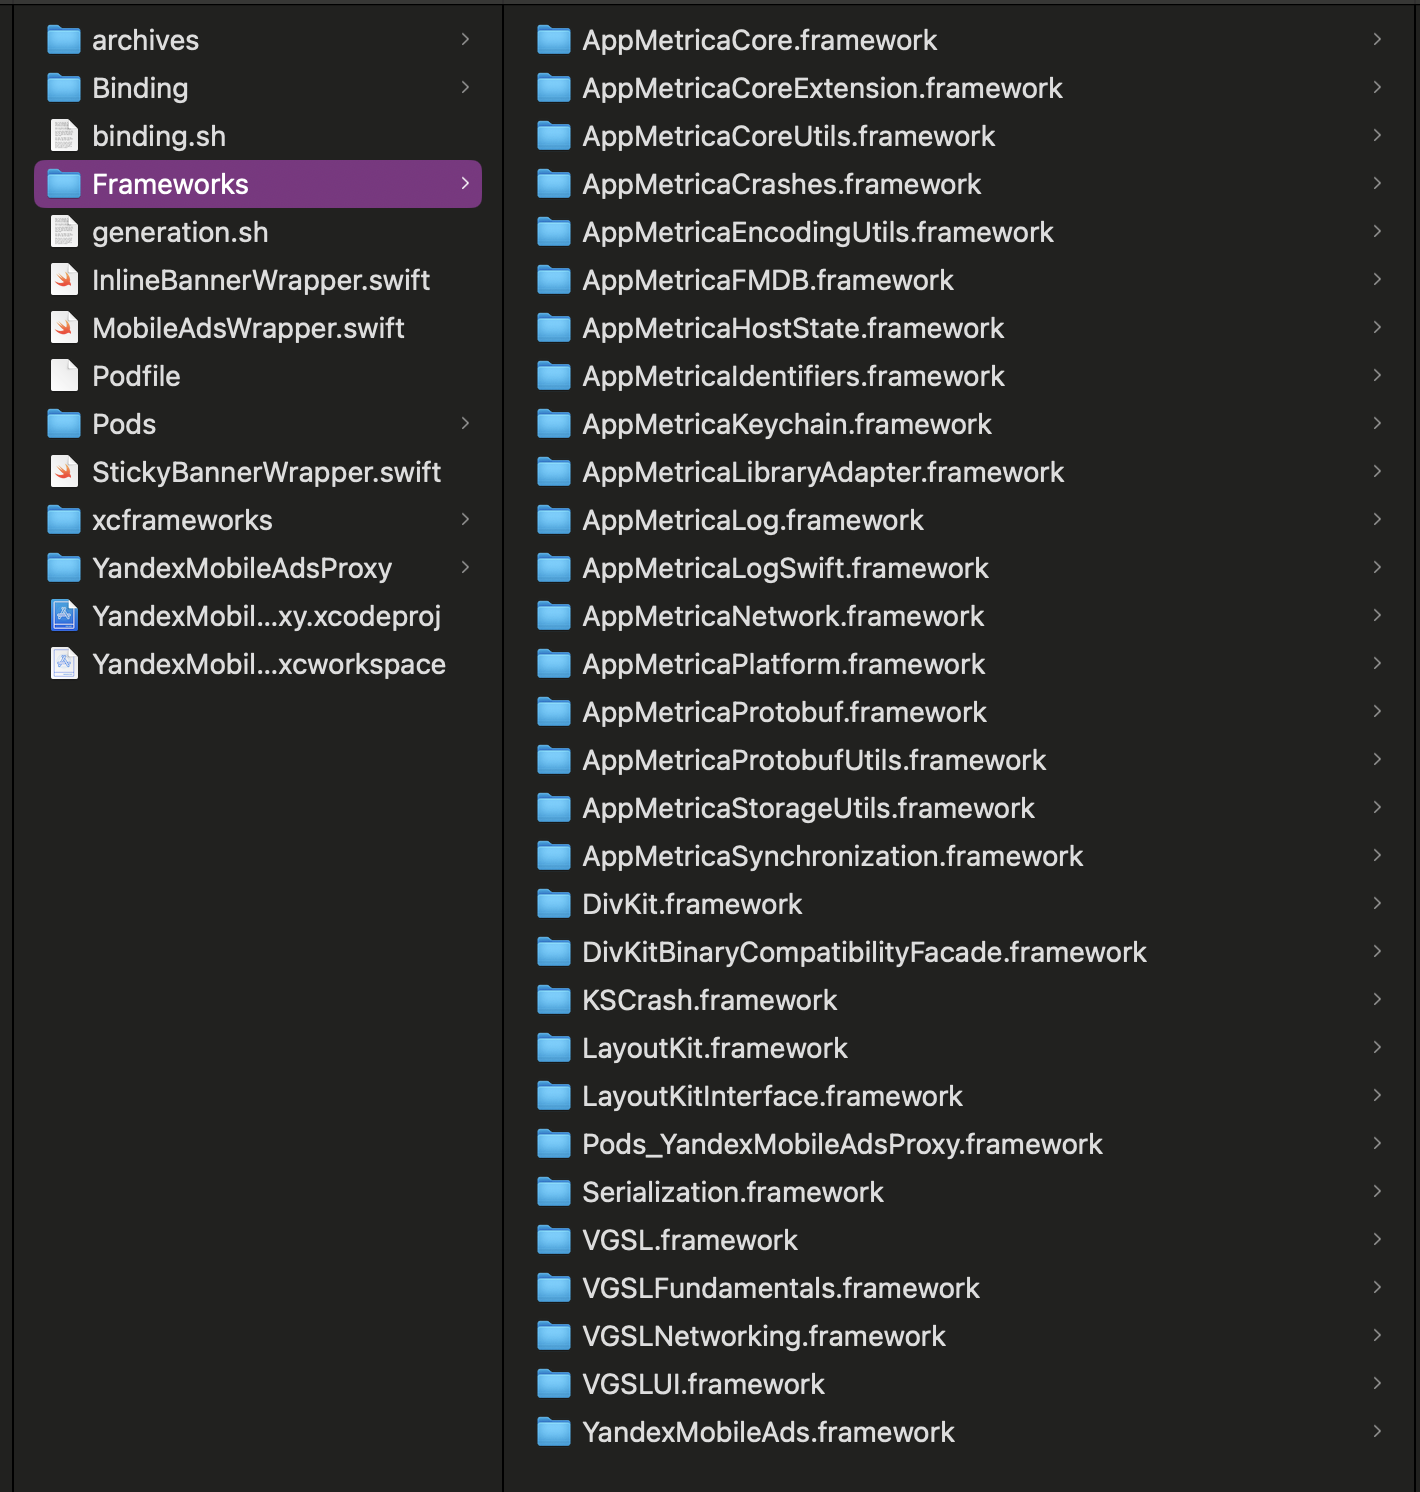 archives
Binding
binding.sh
Frameworks
generation.sh
InlineBannerWrapper.swift
MobileAdsWrapper.swift
Podfile
Pods
StickyBannerWrapper.swift
xcframeworks
YandexMobileAdsProxy
YandexMobil...xy.xcodeproj
YandexMobil...xcworkspace
AppMetricaCore.framework
AppMetricaCoreExtension.framework
AppMetricaCoreUtils.framework
AppMetricaCrashes.framework
AppMetricaEncodingUtils.framework
AppMetricaFMDB.framework
AppMetricaHostState.framework
AppMetricaIdentifiers.framework
AppMetricaKeychain.framework
AppMetricaLibraryAdapter.framework
AppMetricaLog.framework
AppMetricaLogSwift.framework
AppMetricaNetwork.framework
AppMetricaPlatform.framework
AppMetricaProtobuf.framework
AppMetricaProtobufUtils.framework
AppMetricaStorageUtils.framework
AppMetricaSynchronization.framework
DivKit.framework
DivKitBinaryCompatibilityFacade.framework
KSCrash.framework
LayoutKit.framework
LayoutKitInterface.framework
Pods_YandexMobileAdsProxy.framework
Serialization.framework
VGSL.framework
VGSLFundamentals.framework
VGSLNetworking.framework
VGSLUI.framework
YandexMobileAds.framework